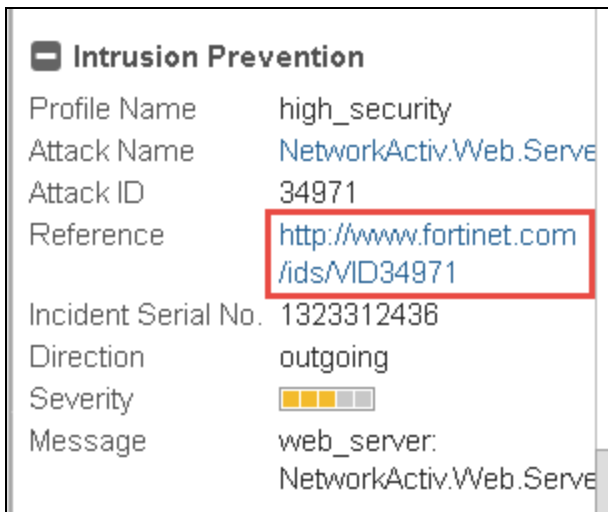 Intrusion Prevention
Profile Name high_security
Attack Name NetworkActiv.Web.Serve
Attack ID 34971
Reference http://www.fortinet.com
/ids/VID34971
Incident Serial No. 1323312436
Direction outgoing
Severity
Message web_server:
NetworkActiv.Web.Serve